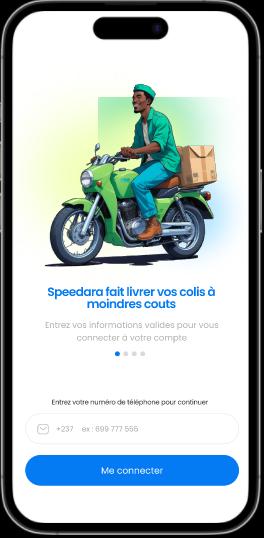 Speedara fait livrer vos colis à
moindres couts
Entrez vos informations valides pour vous
connecter à votre compte
Entrez votre numéro de téléphone pour continuer
+237 ex : 699 777 555
Me connecter